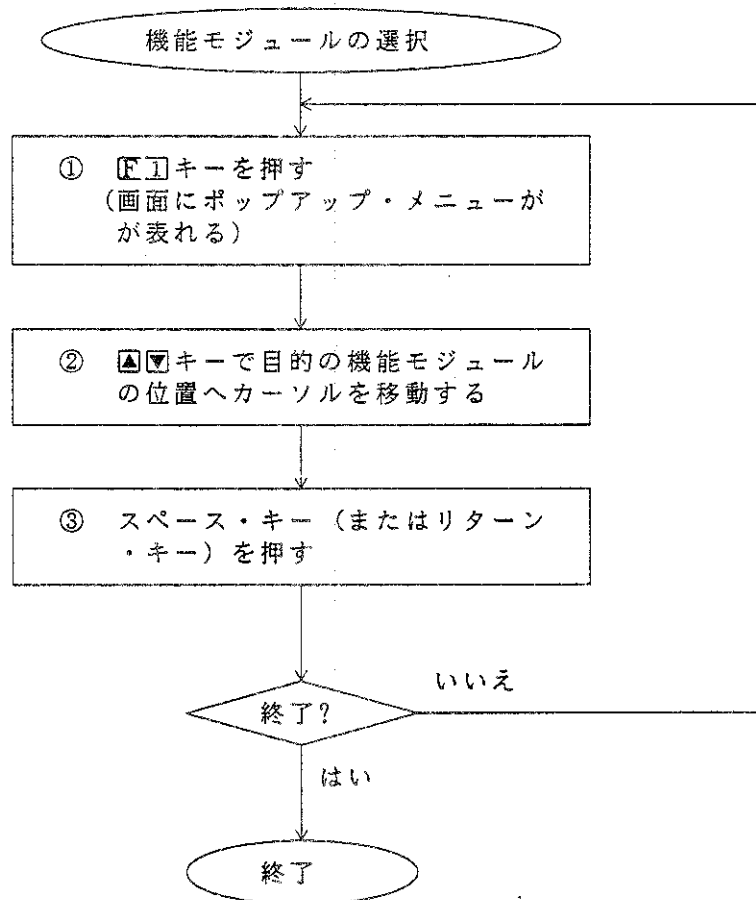 機能モジュールの選択
① F1キーを押す
(画面にポップアップ・メニューが
が表れる)
② ▲▼キーで目的の機能モジュール
の位置へカーソルを移動する
③ スペース・キー(またはリターン
・キー)を押す
いいえ
終了?
はい
終了